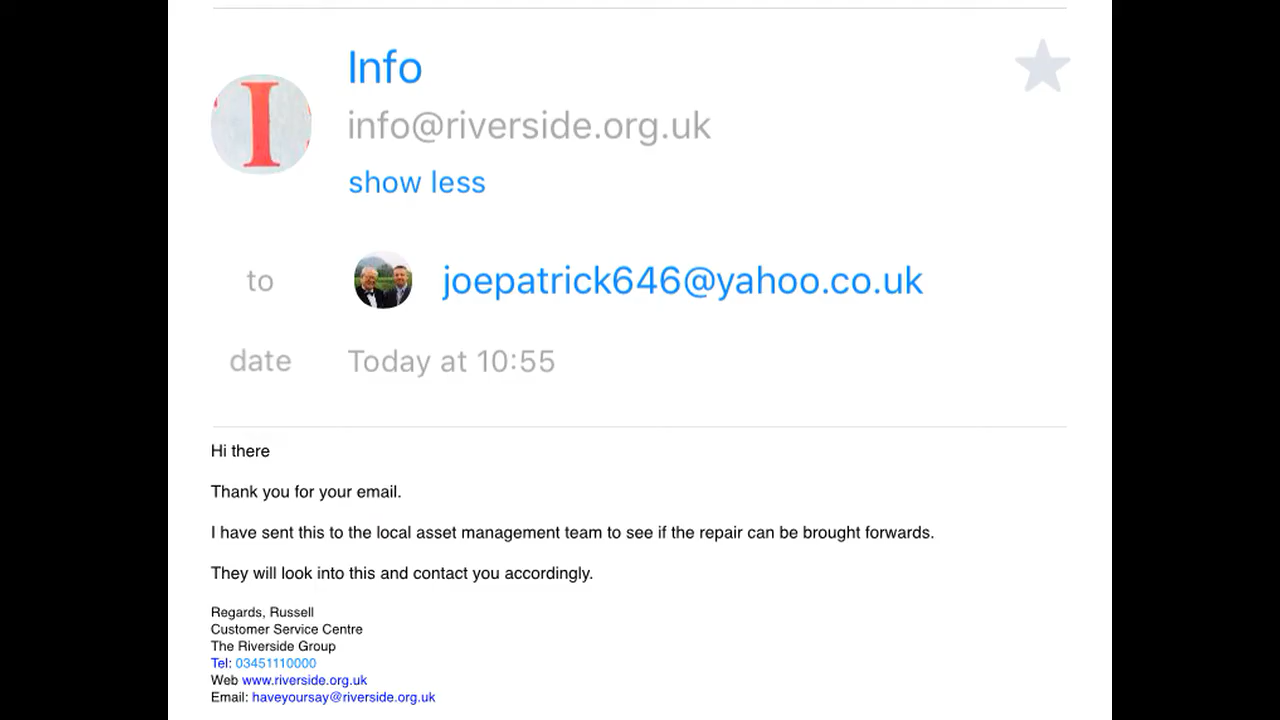 Info
info@riverside.org.uk
show less
to joepatrick646@yahoo.co.uk
date Today at 10:55
Hi there
Thank you for your email.
I have sent this to the local asset management team to see if the repair can be brought forwards.
They will look into this and contact you accordingly.
Regards, Russell
Customer Service Centre
The Riverside Group
Tel: 03451110000
Web www.riverside.org.uk
Email: haveyoursay@riverside.org.uk